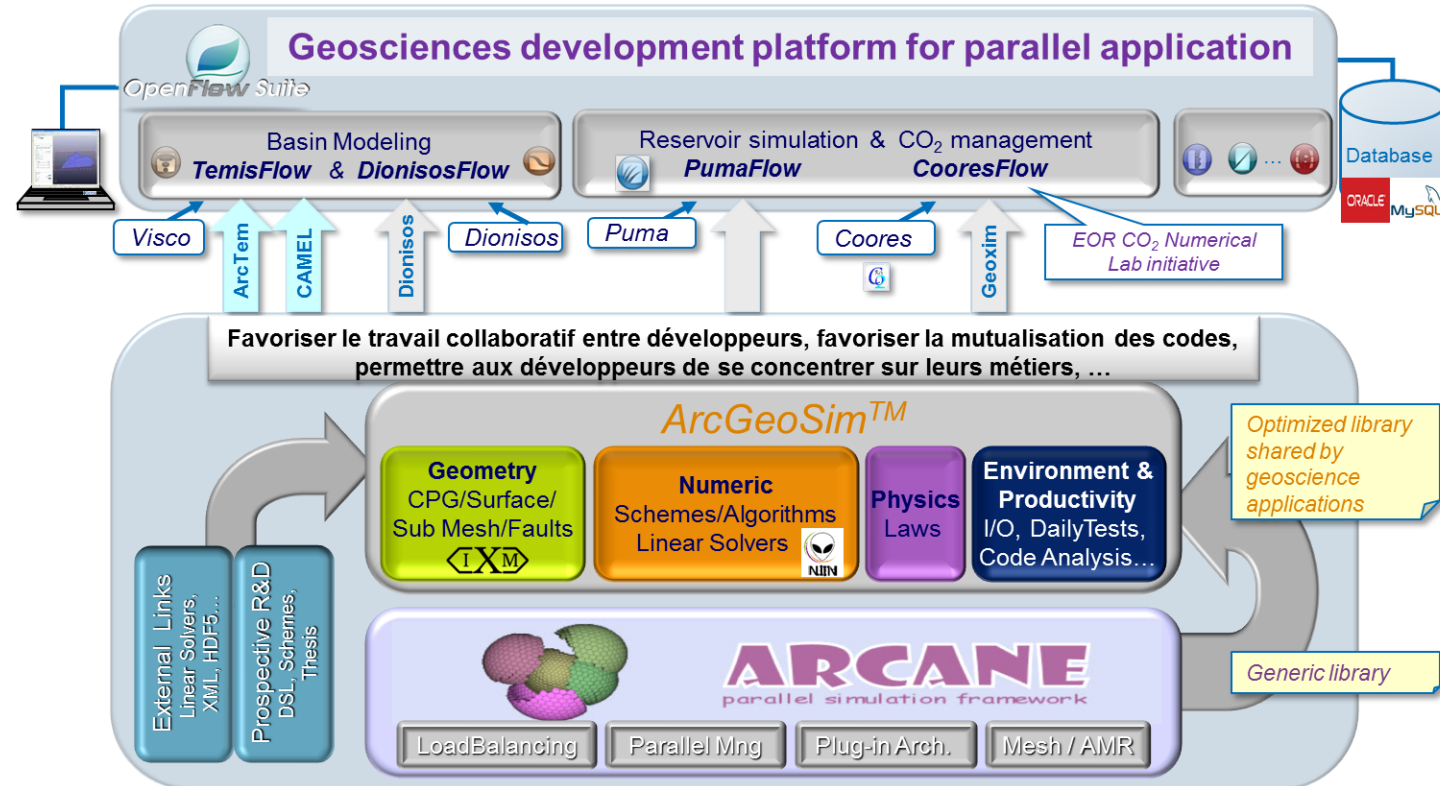 Geosciences development platform for parallel application
OpenFlow Suite
Basin Modeling
TemisFlow & DionisosFlow
Reservoir simulation & CO₂ management
PumaFlow CooresFlow
...
Database
ORACLE
MySQL
Visco
ArcTem
CAMEL
Dionisos
Dionisos
Puma
Coores
Geoxim
EOR CO₂ Numerical
Lab initiative
Favoriser le travail collaboratif entre développeurs, favoriser la mutualisation des codes,
permettre aux développeurs de se concentrer sur leurs métiers, …
ArcGeoSim™
Geometry
CPG/Surface/
Sub Mesh/Faults
IXM
Numeric
Schemes/Algorithms
Linear Solvers
Physics
Laws
Environment &
Productivity
I/O, DailyTests,
Code Analysis…
Optimized library
shared by
geoscience
applications
External Links
Linear Solvers,
XML, HDF5…
Prospective R&D
DSL, Schemes,
Thesis
ARCANE
parallel simulation framework
Generic library
LoadBalancing
Parallel Mng
Plug-in Arch.
Mesh / AMR